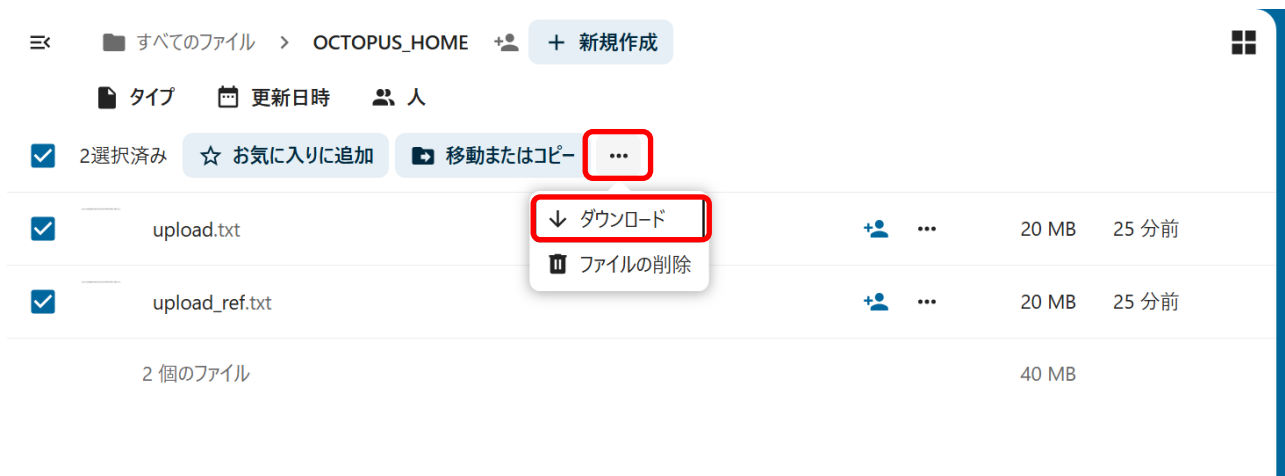 すべてのファイル > OCTOPUS_HOME + 新規作成
タイプ 更新日時 人
2選択済み お気に入りに追加 移動またはコピー ...
ダウンロード
upload.txt ... 20 MB 25 分前
ファイルの削除
upload_ref.txt ... 20 MB 25 分前
2 個のファイル 40 MB